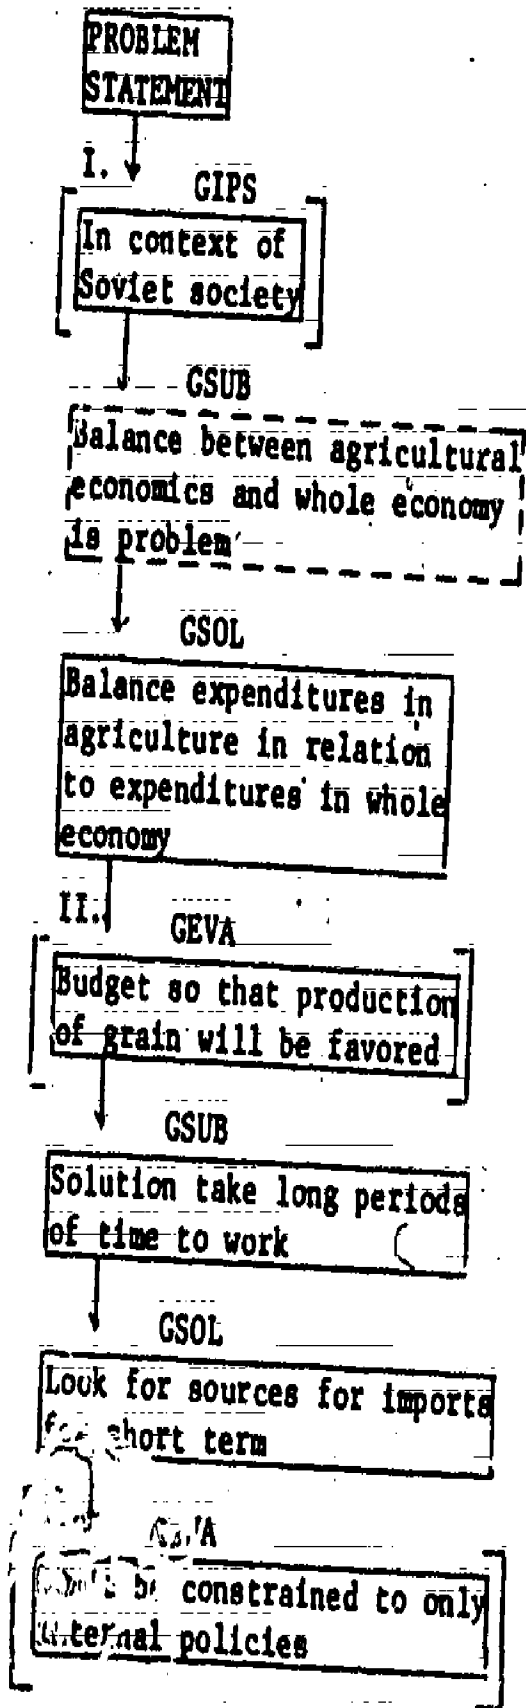 PROBLEM
STATEMENT
I.
GIPS
In context of
Soviet society
GSUB
Balance between agricultural
economics and whole economy
is problem
GSOL
Balance expenditures in
agriculture in relation
to expenditures in whole
economy
II.
GEVA
Budget so that production
of grain will be favored
GSUB
Solution take long periods
of time to work
GSOL
Look for sources for imports
short term
constrained to only
policies